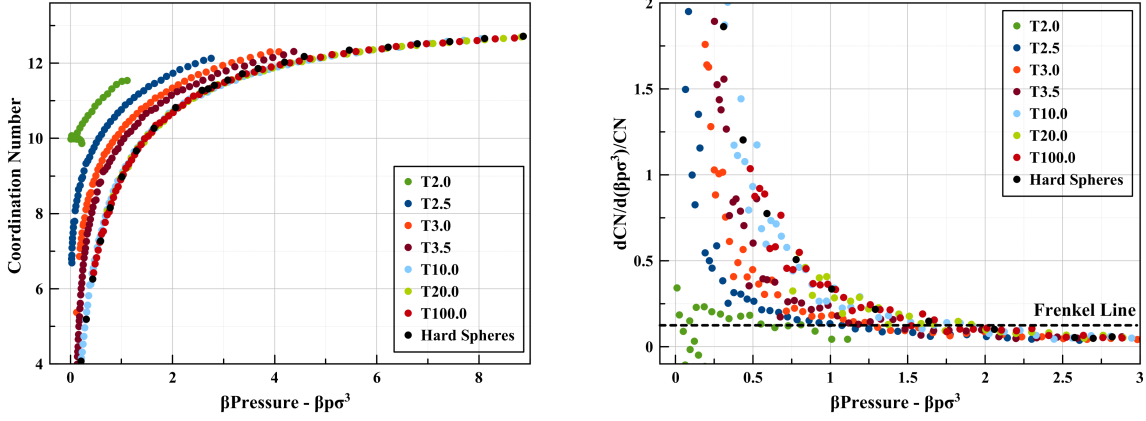 Coordination Number
12
10
8
6
4
0
2
4
6
8
βPressure - βpσ³
T2.0
T2.5
T3.0
T3.5
T10.0
T20.0
T100.0
Hard Spheres
dCN/d(βpσ³)/CN
2
1.5
1
0.5
0
0
0.5
1
1.5
2
2.5
3
βPressure - βpσ³
T2.0
T2.5
T3.0
T3.5
T10.0
T20.0
T100.0
Hard Spheres
Frenkel Line